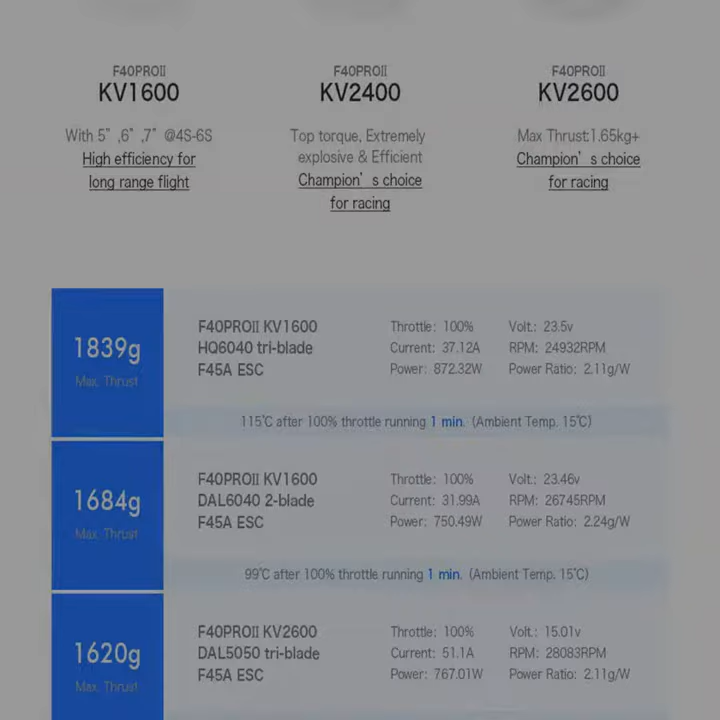 F40PROII
KV1600
With 5" ,6" ,7" @4S-6S
High efficiency for
long range flight
F40PROII
KV2400
Top torque, Extremely
explosive & Efficient
Champion's choice
for racing
F40PROII
KV2600
Max Thrust:1.65kg+
Champion's choice
for racing
1839g
Max. Thrust
F40PROII KV1600
HQ6040 tri-blade
F45A ESC
Throttle: 100%
Current: 37.12A
Power: 872.32W
Volt.: 23.5v
RPM: 24932RPM
Power Ratio: 2.11g/W
115℃ after 100% throttle running 1 min. (Ambient Temp. 15℃)
1684g
Max. Thrust
F40PROII KV1600
DAL6040 2-blade
F45A ESC
Throttle: 100%
Current: 31.99A
Power: 750.49W
Volt.: 23.46v
RPM: 26745RPM
Power Ratio: 2.24g/W
99℃ after 100% throttle running 1 min. (Ambient Temp. 15℃)
1620g
Max. Thrust
F40PROII KV2600
DAL5050 tri-blade
F45A ESC
Throttle: 100%
Current: 51.1A
Power: 767.01W
Volt.: 15.01v
RPM: 28083RPM
Power Ratio: 2.11g/W